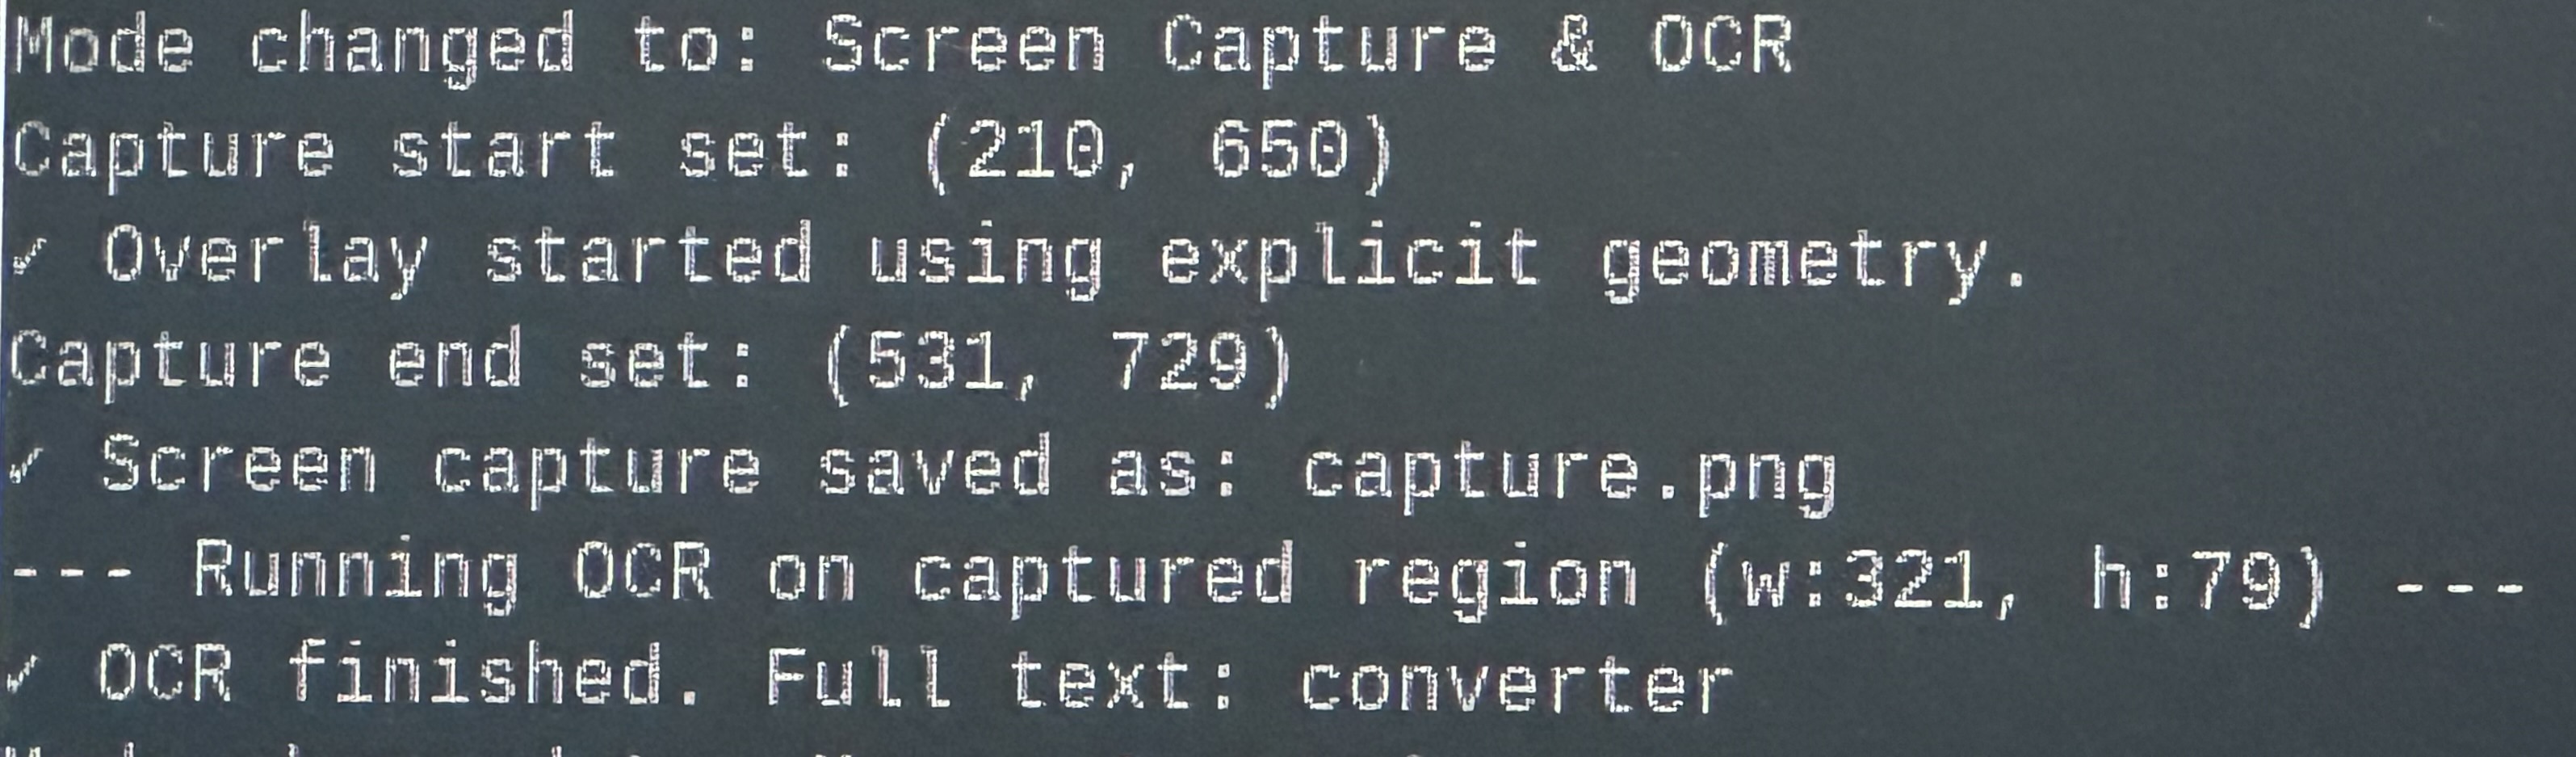 Mode changed to: Screen Capture & OCR
Capture start set: (210, 650)
✓ Overlay started using explicit geometry.
Capture end set: (531, 729)
✓ Screen capture saved as: capture.png
--- Running OCR on captured region (w:321, h:79) ---
✓ OCR finished. Full text: converter